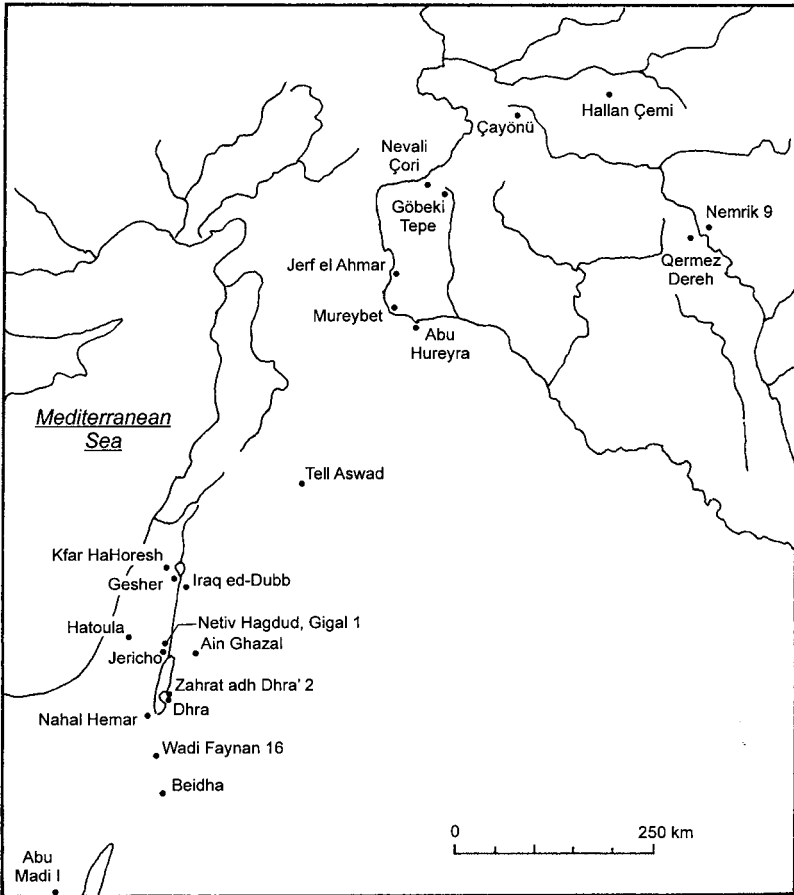 Hallan Çemi
Çayönü
Nevali
Çori
Göbeki
Tepe
Nemrik 9
Qermez
Dereh
Jerf el Ahmar
Mureybet
Abu
Hureyra
Mediterranean
Sea
Tell Aswad
Kfar HaHoresh
Gesher
Iraq ed-Dubb
Netiv Hagdud, Gigal 1
Hatoula
Ain Ghazal
Jericho
Zahrat adh Dhra' 2
Dhra
Nahal Hemar
Wadi Faynan 16
Beidha
0 250 km
Abu
Madi I